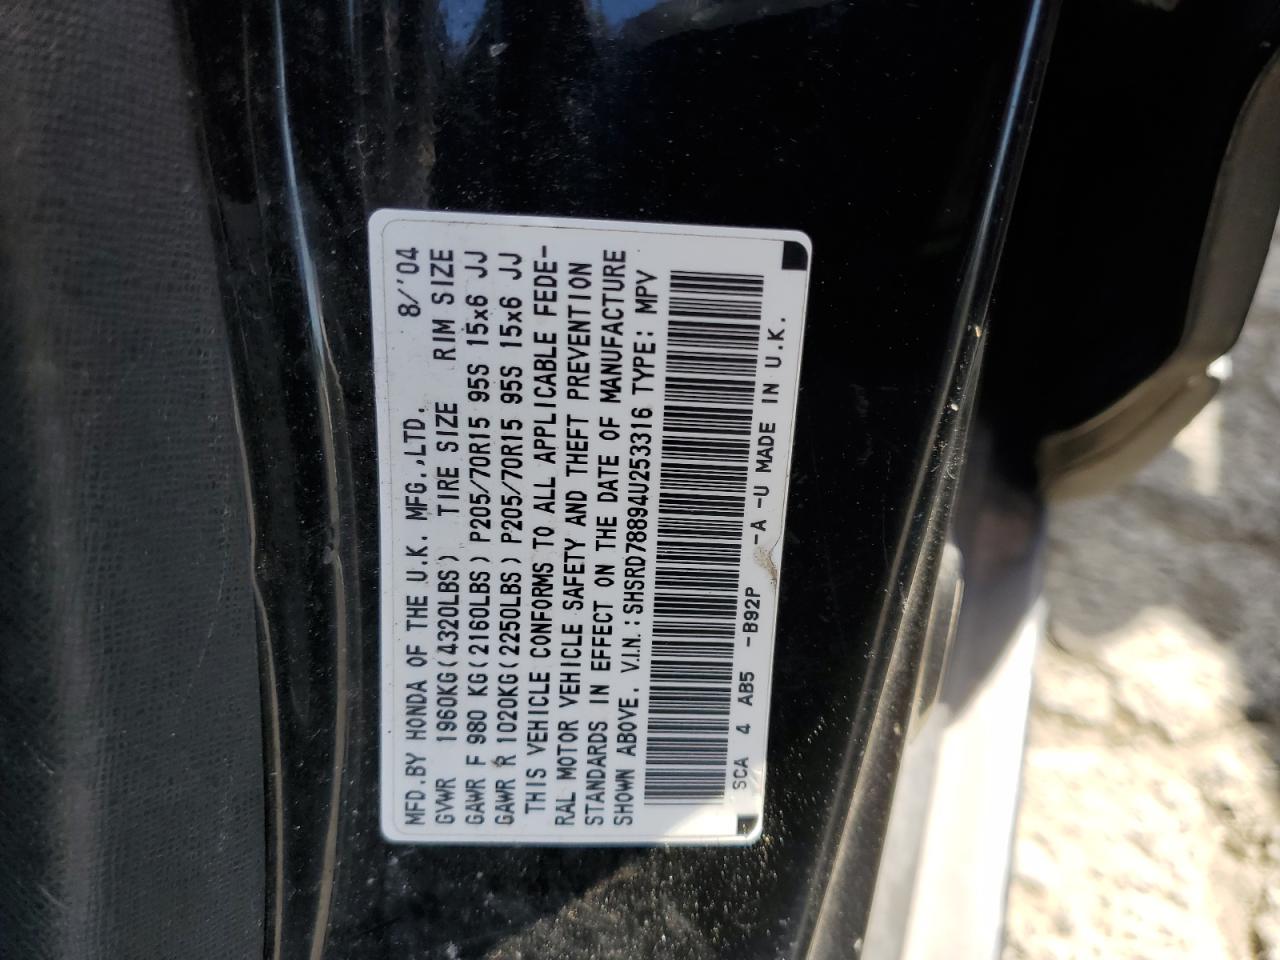 MFD.BY HONDA OF THE U.K. MFG.,LTD. 8/'04
GVWR 1960KG(4320LBS) TIRE SIZE RIM SIZE
GAWR F 980 KG(2160LBS) P205/70R15 95S 15x6 JJ
GAWR R 1020KG(2250LBS) P205/70R15 95S 15x6 JJ
THIS VEHICLE CONFORMS TO ALL APPLICABLE FEDE-
RAL MOTOR VEHICLE SAFETY AND THEFT PREVENTION
STANDARDS IN EFFECT ON THE DATE OF MANUFACTURE
SHOWN ABOVE. V.I.N.:SHSRD78894U253316 TYPE: MPV
SCA 4 AB5 -B92P -A -U MADE IN U.K.